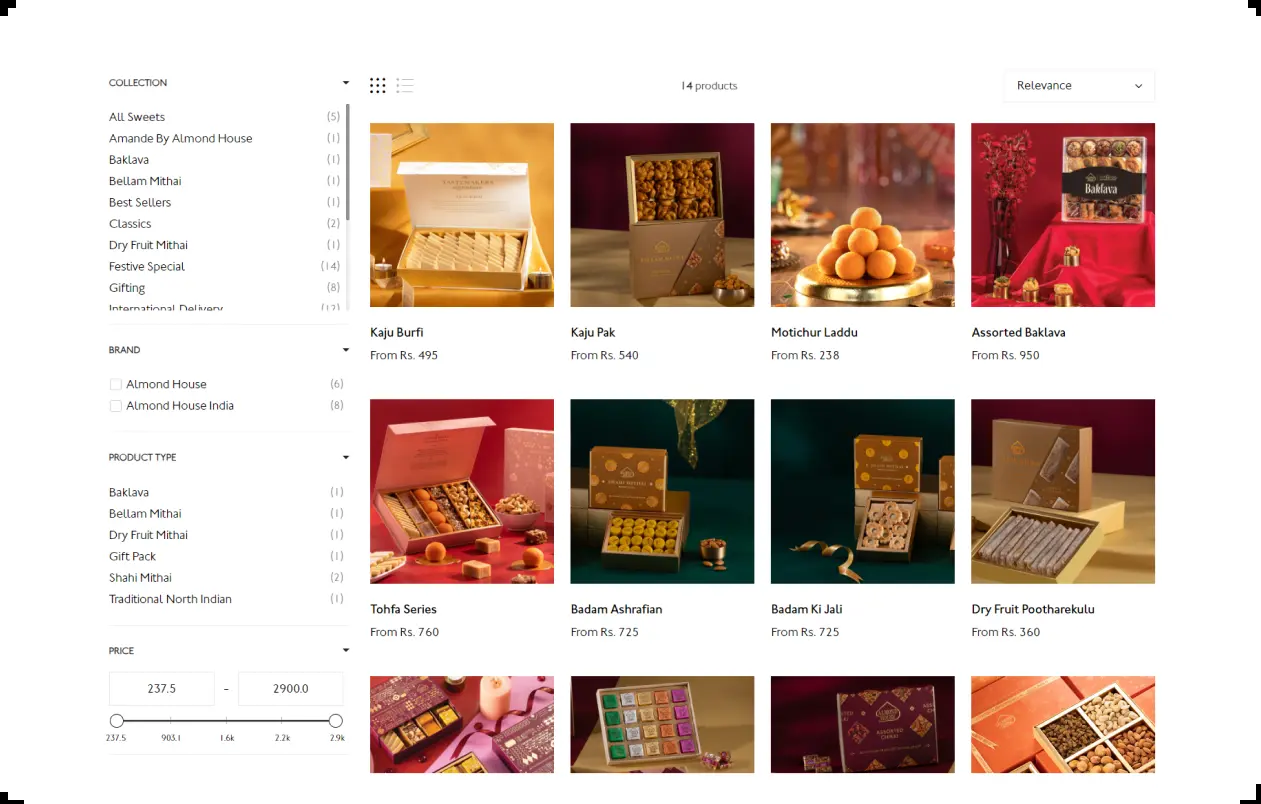 COLLECTION
All Sweets (5)
Amande By Almond House (1)
Baklava (1)
Bellam Mithai (1)
Best Sellers (1)
Classics (2)
Dry Fruit Mithai (1)
Festive Special (14)
Gifting (8)
International Delivery (12)
BRAND
Almond House (6)
Almond House India (8)
PRODUCT TYPE
Baklava (1)
Bellam Mithai (1)
Dry Fruit Mithai (1)
Gift Pack (1)
Shahi Mithai (2)
Traditional North Indian (1)
PRICE
237.5 - 2900.0
237.5 903.1 1.6k 2.2k 2.9k
14 products
Relevance
Baklava
Kaju Burfi
From Rs. 495
Kaju Pak
From Rs. 540
Motichur Laddu
From Rs. 238
Assorted Baklava
From Rs. 950
Tohfa Series
From Rs. 760
Badam Ashrafian
From Rs. 725
Badam Ki Jali
From Rs. 725
Dry Fruit Pootharekulu
From Rs. 360